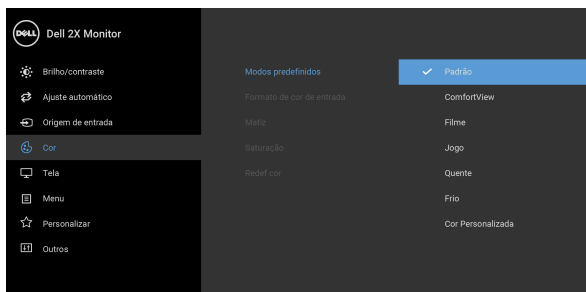 DELL Dell 2X Monitor
Brilho/contraste
Ajuste automático
Origem de entrada
Cor
Tela
Menu
Personalizar
Outros
Modos predefinidos
Formato de cor de entrada
Matiz
Saturação
Redef cor
Padrão
ComfortView
Filme
Jogo
Quente
Frio
Cor Personalizada